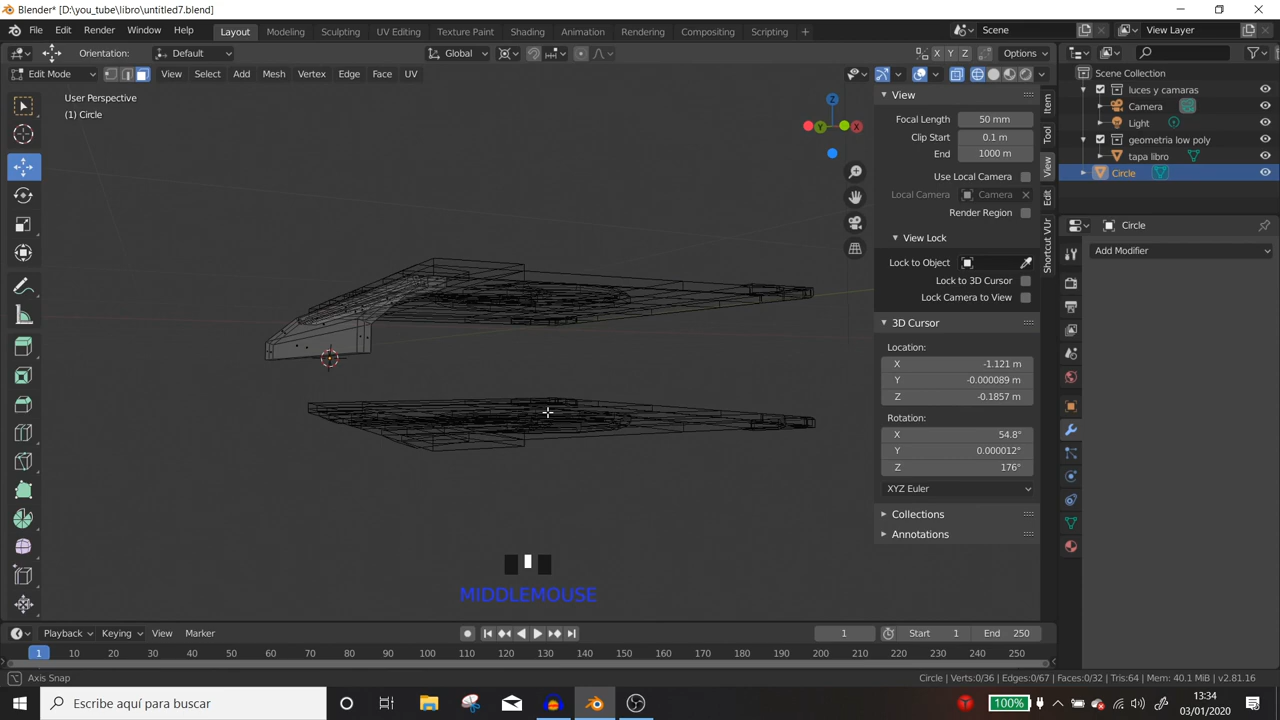 Blender* [D:\you_tube\libro\untitled7.blend]
File Edit Render Window Help Layout Modeling Sculpting UV Editing Texture Paint Shading Animation Rendering Compositing Scripting + Scene View Layer
Orientation: Default Global X Y Z Options
Edit Mode View Select Add Mesh Vertex Edge Face UV
User Perspective
(1) Circle
Z
X
Y
View
Focal Length 50 mm
Clip Start 0.1 m
End 1000 m
Use Local Camera
Local Camera Camera
Render Region
View Lock
Lock to Object
Lock to 3D Cursor
Lock Camera to View
3D Cursor
Location:
X -1.121 m
Y -0.000089 m
Z -0.1857 m
Rotation:
X 54.8°
Y 0.000012°
Z 176°
XYZ Euler
Collections
Annotations
Item
Tool
View
Edit
Shortcut VUr
Scene Collection
luces y camaras
Camera
Light
geometria low poly
tapa libro
Circle
Circle
Add Modifier
MIDDLEMOUSE
Playback Keying View Marker 1 Start 1 End 250
1 10 20 30 40 50 60 70 80 90 100 110 120 130 140 150 160 170 180 190 200 210 220 230 240 250
Axis Snap Circle | Verts:0/36 | Edges:0/67 | Faces:0/32 | Tris:64 | Mem: 40.1 MiB | v2.81.16
Escribe aquí para buscar 100% 13:34
03/01/2020